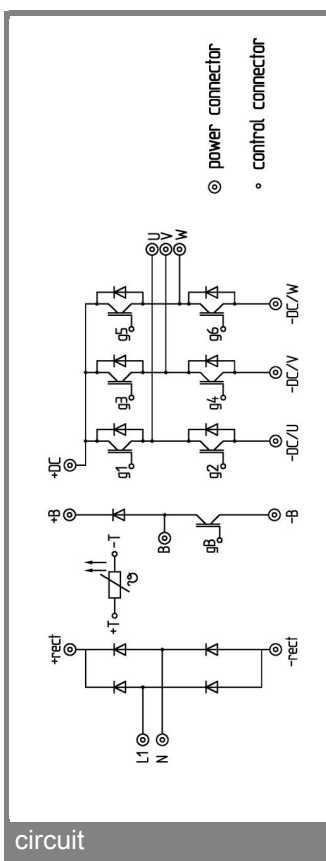 power connector
control connector
U
V
W
+DC
g5
g3
g1
g6
g4
g2
-DC/W
-DC/V
-DC/U
+B
B
gB
-B
-T
+T
ϑ
+rect
-rect
L1
N
circuit